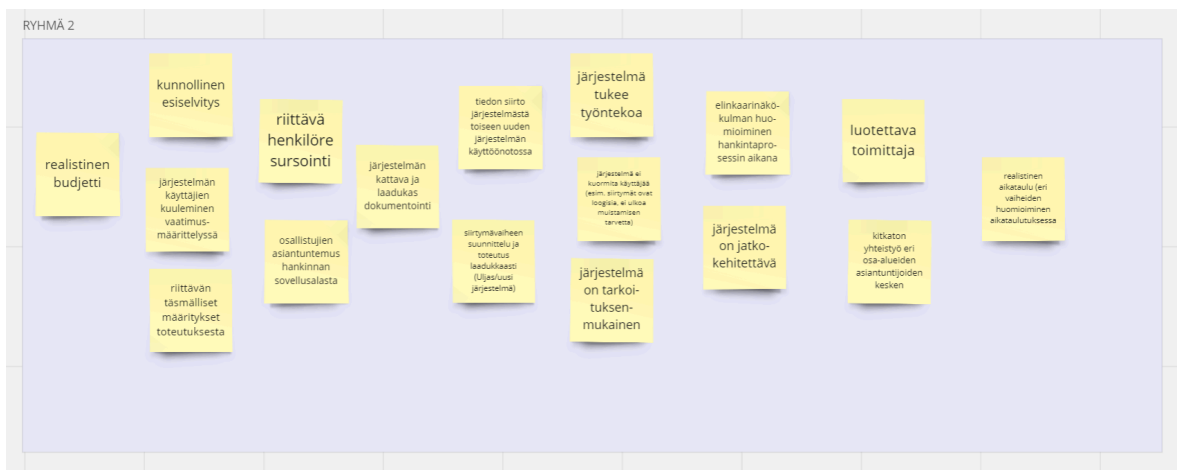 RYHMÄ 2
realistinen
budjetti
kunnollinen
esiselvitys
järjestelmän
käyttäjien
kuuleminen
vaatimus-
määrittelyssä
riittävän
täsmälliset
määritykset
toteutuksesta
riittävä
henkilöre
sursointi
osallistujien
asiantuntemus
hankinnan
sovellusalasta
järjestelmän
kattava ja
laadukas
dokumentointi
tiedon siirto
järjestelmästä
toiseen uuden
järjestelmän
käyttöönotossa
siirtymävaiheen
suunnittelu ja
toteutus
laadukkaasti
(Uljas/uusi
järjestelmä)
järjestelmä
tukee
työntekoa
järjestelmä ei
kuormita käyttäjää
(esim. siirtymät ovat
loogisia, ei ulkoa
muistamisen
tarvetta)
järjestelmä
on tarkoi-
tuksen-
mukainen
elinkaarinäkö-
kulman huo-
mioiminen
hankintapro-
sessin aikana
järjestelmä
on jatko-
kehitettävä
luotettava
toimittaja
kitkaton
yhteistyö eri
osa-alueiden
asiantuntijoiden
kesken
realistinen
aikataulu (eri
vaiheiden
huomioiminen
aikataulutuksessa